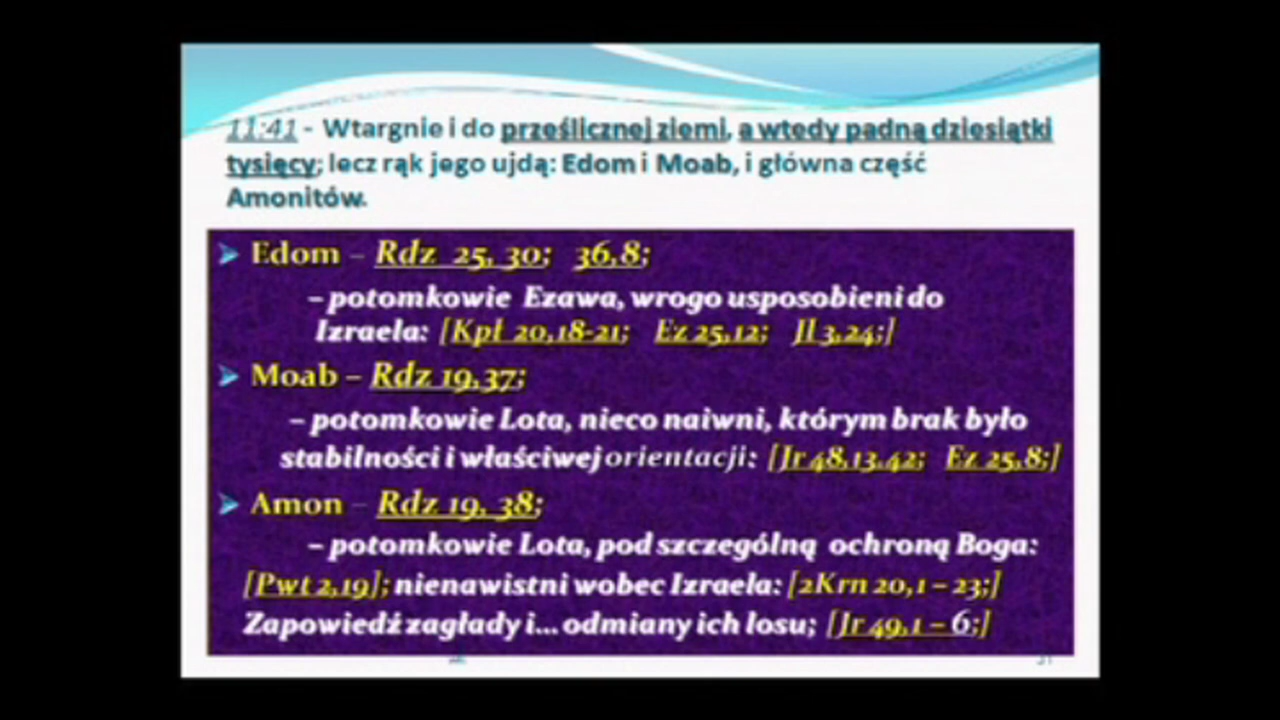 11:41 - Wtargnie i do prześlicznej ziemi, a wtedy padną dziesiątki
tysięcy; lecz rąk jego ujdą: Edom i Moab, i główna część
Amonitów.
Edom – Rdz 25, 30; 36,8;
– potomkowie Ezawa, wrogo usposobieni do
Izraela: [Kpł 20,18-21; Ez 25,12; Jl 3,24;]
Moab – Rdz 19,37;
– potomkowie Lota, nieco naiwni, którym brak było
stabilności i właściwej orientacji: [Jr 48,13,42; Ez 25,8;]
Amon – Rdz 19, 38;
– potomkowie Lota, pod szczególną ochroną Boga:
[Pwt 2,19]; nienawistni wobec Izraela: [2Krn 20,1 – 23;]
Zapowiedź zagłady i... odmiany ich losu; [Jr 49,1 – 6;]